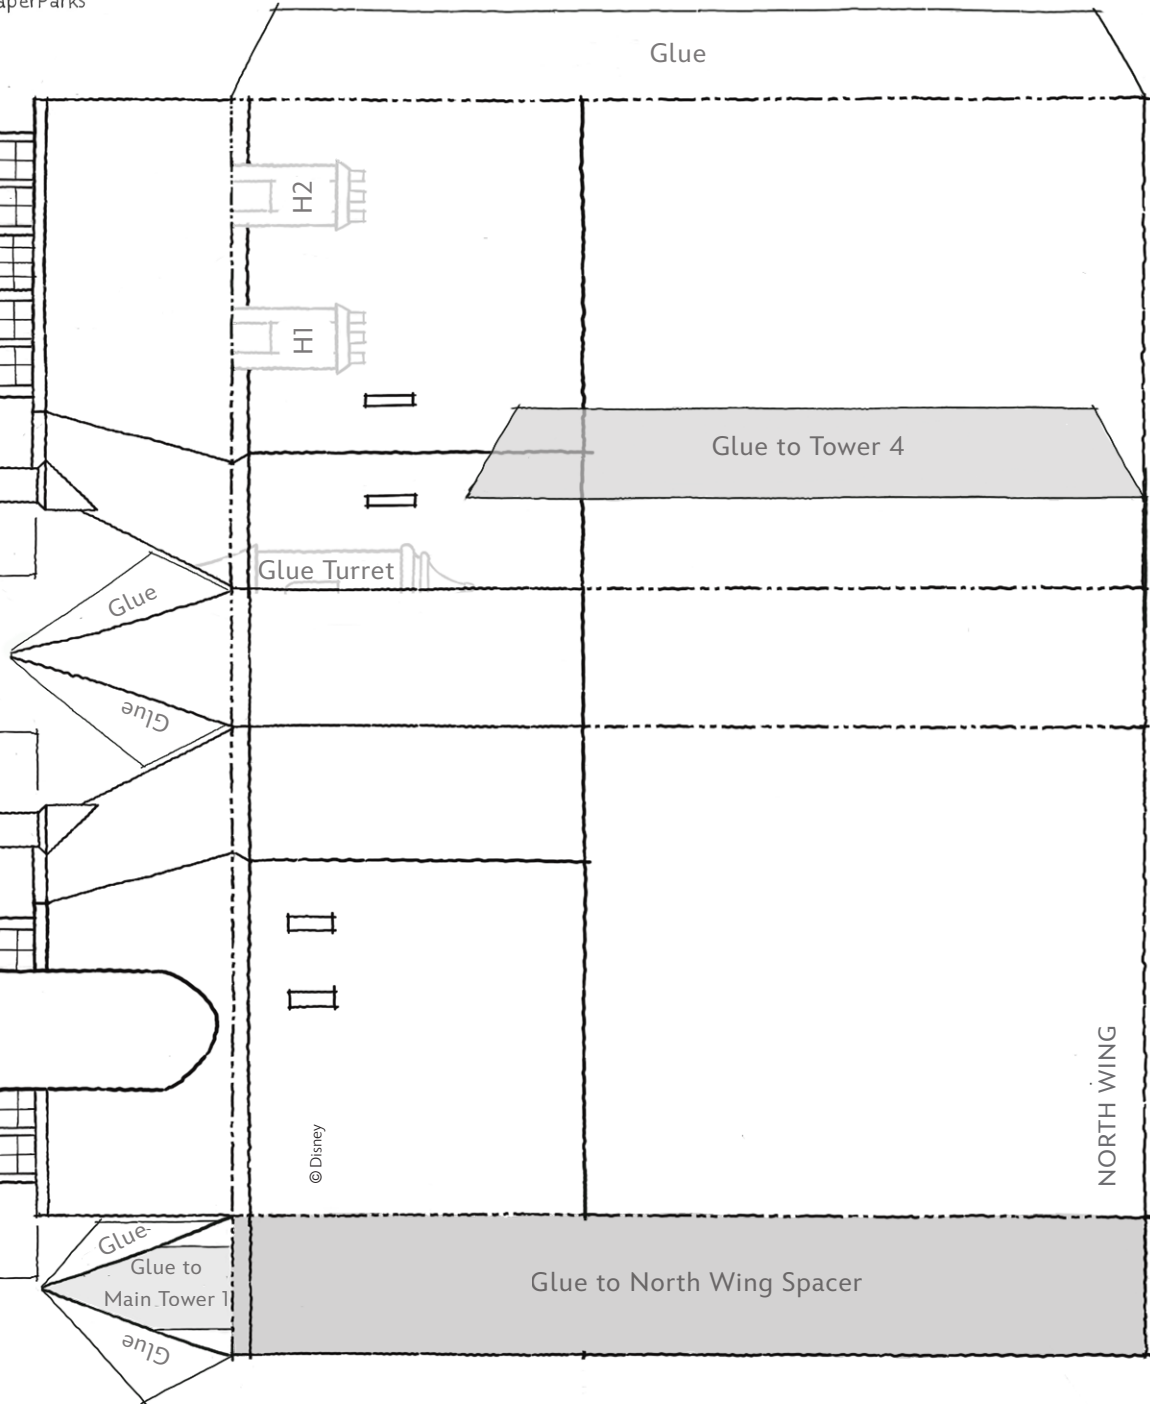 Glue
H2
H1
Glue to Tower 4
Glue Turret
Glue
Glue
NORTH WING
© Disney
Glue
Glue to
Main Tower 1
Glue to North Wing Spacer
Glue